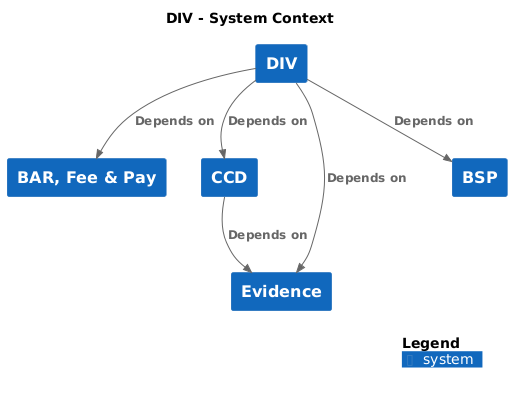 DIV - System Context
DIV
Depends on
Depends on
Depends on
BAR, Fee & Pay
CCD
Depends on
BSP
Depends on
Evidence
Legend
system